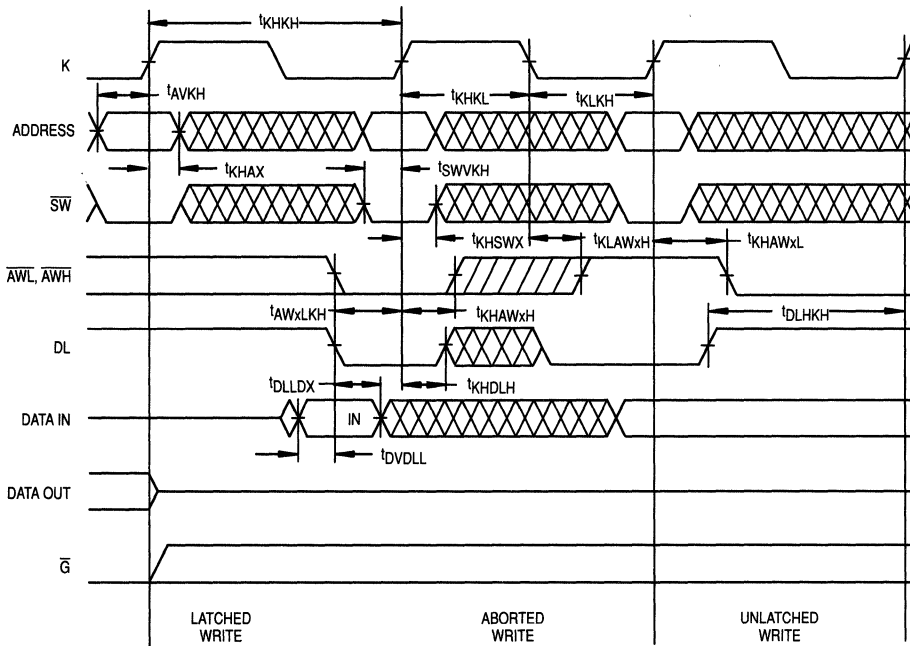 tKHKH
K
tAVKH
tKHKL
tKLKH
ADDRESS
tKHAX
tSWVKH
SW
tKHSWX
tKLAWxH
tKHAWxL
AWL, AWH
tAWxLKH
tKHAWxH
tDLHKH
DL
tDLLDX
tKHDLH
DATA IN
IN
tDVDLL
DATA OUT
G
LATCHED
WRITE
ABORTED
WRITE
UNLATCHED
WRITE